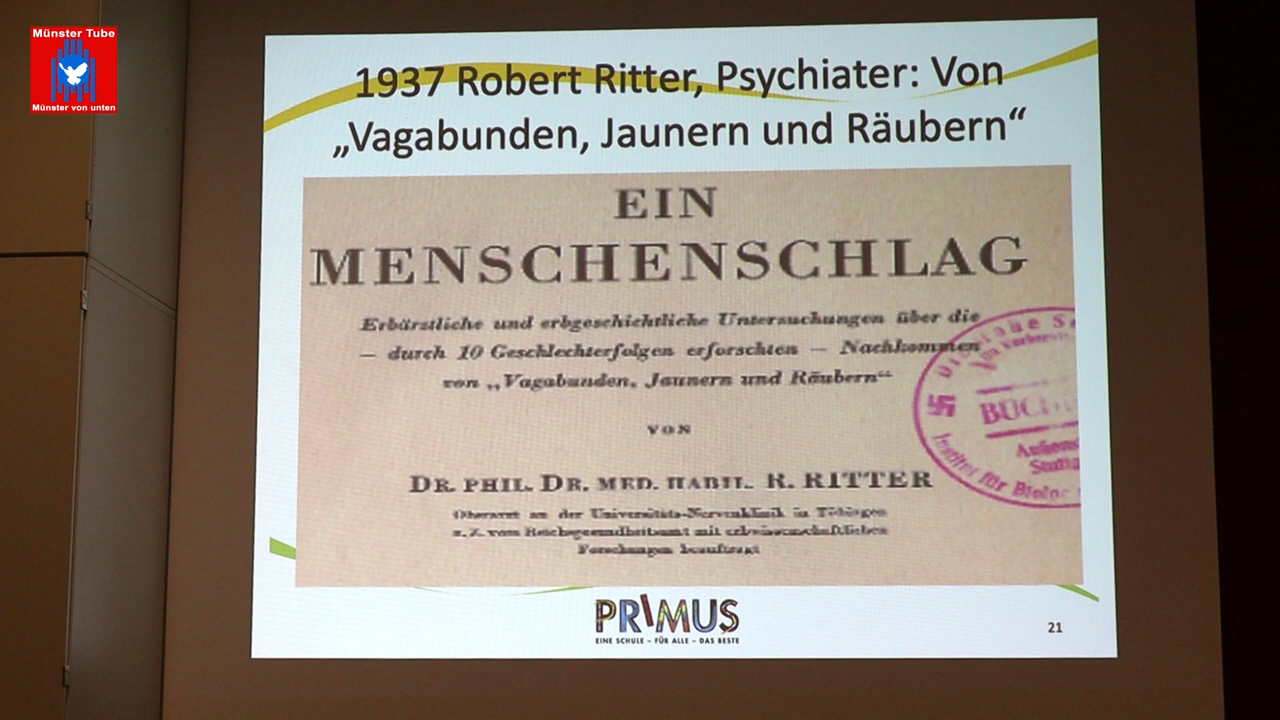 Münster Tube
Münster von unten
1937 Robert Ritter, Psychiater: Von
„Vagabunden, Jaunern und Räubern“
EIN
MENSCHENSCHLAG
Erbärztliche und erbgeschichtliche Untersuchungen über die
— durch 10 Geschlechterfolgen erforschten — Nachkommen
von „Vagabunden, Jaunern und Räubern“
VON
DR. PHIL. DR. MED. HABIL. R. RITTER
Oberarzt an der Universitäts-Nervenklinik in Tübingen
z. Z. vom Reichsgesundheitsamt mit erbwissenschaftlichen
Forschungen beauftragt
Institut für Biolo
PRIMUS
EINE SCHULE – FÜR ALLE – DAS BESTE
21